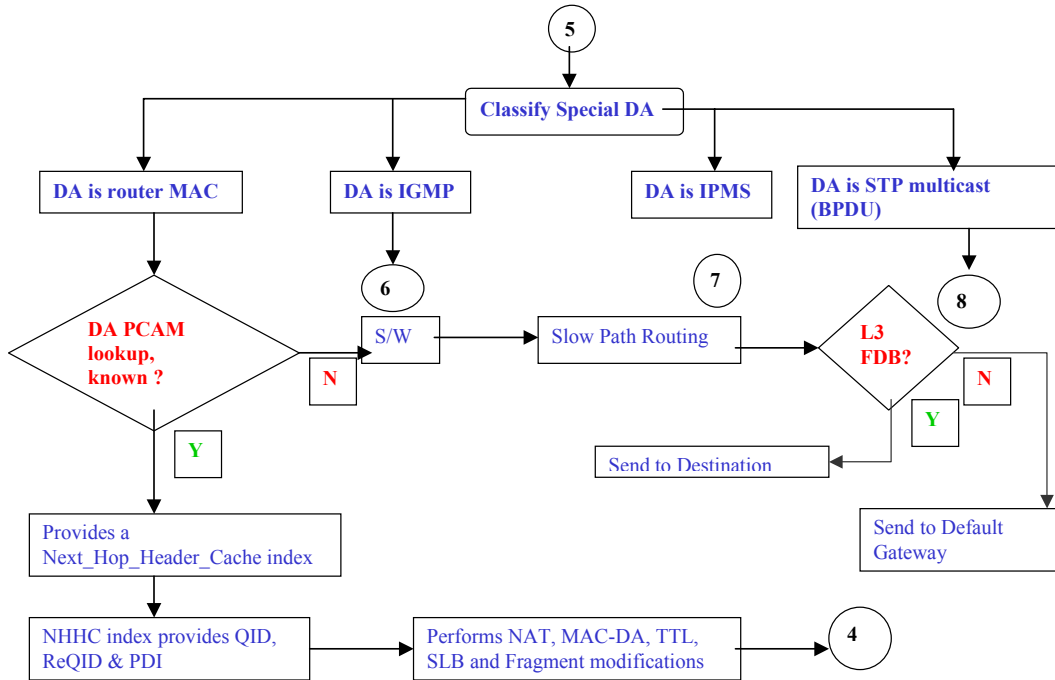 5
Classify Special DA
DA is router MAC
DA is IGMP
DA is IPMS
DA is STP multicast
(BPDU)
6
7
8
DA PCAM
lookup,
known ?
N
S/W
Slow Path Routing
L3
FDB?
N
Y
Y
Send to Destination
Provides a
Next_Hop_Header_Cache index
Send to Default
Gateway
NHHC index provides QID,
ReQID & PDI
Performs NAT, MAC-DA, TTL,
SLB and Fragment modifications
4